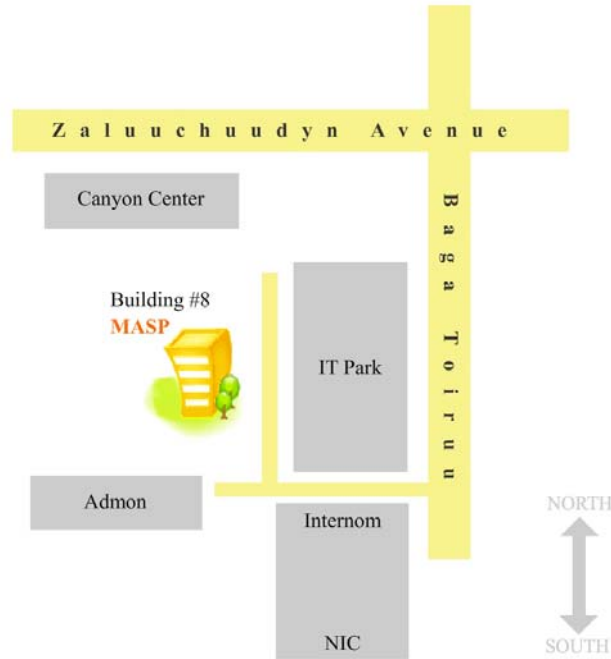 Zaluuchuudyn Avenue
Canyon Center
Baga Toiruu
Building #8
MASP
IT Park
Admon
Internom
NIC
NORTH
SOUTH